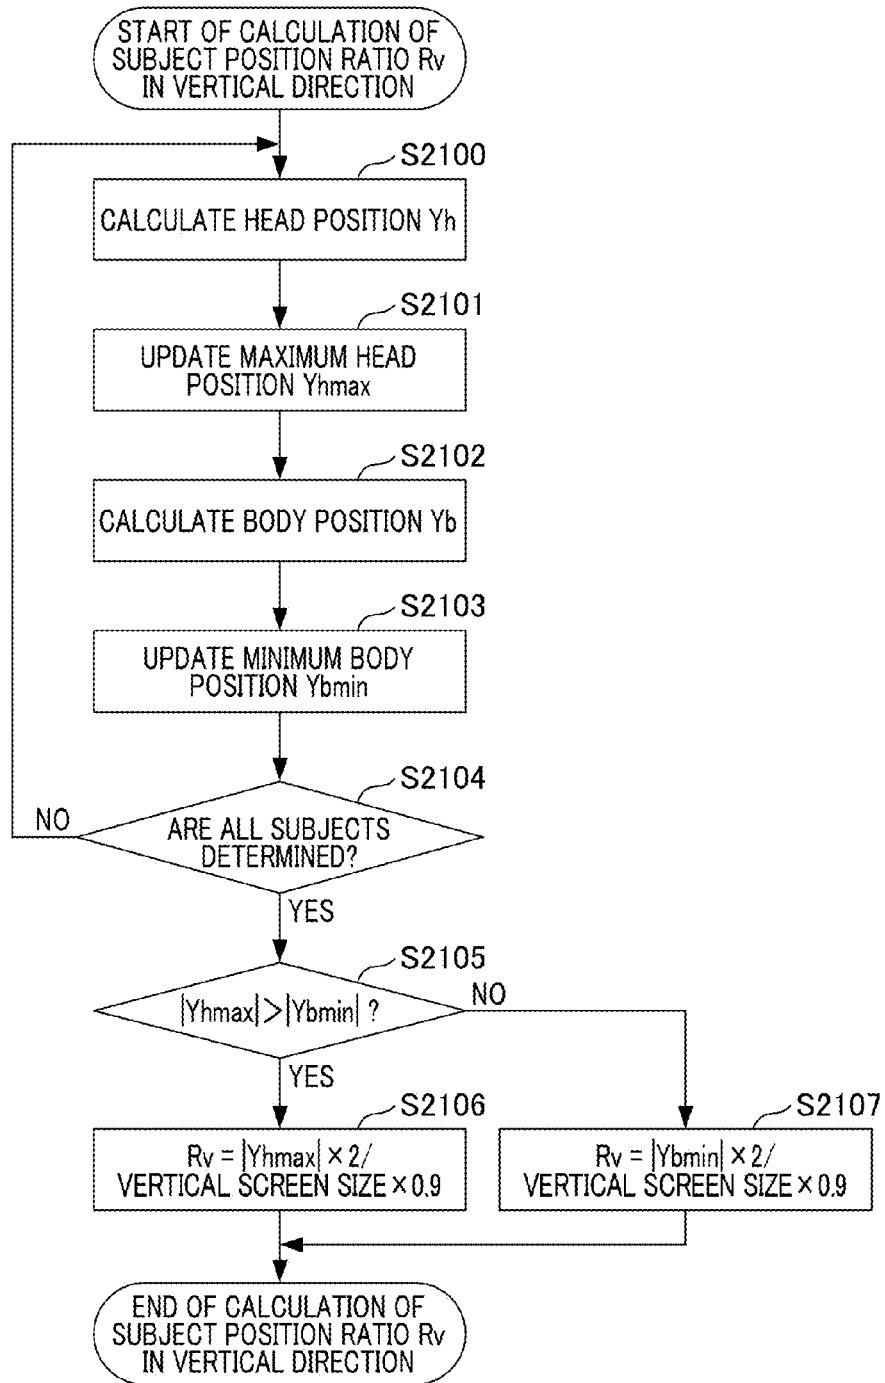 START OF CALCULATION OF
SUBJECT POSITION RATIO Rv
IN VERTICAL DIRECTION
S2100
CALCULATE HEAD POSITION Yh
S2101
UPDATE MAXIMUM HEAD
POSITION Yhmax
S2102
CALCULATE BODY POSITION Yb
S2103
UPDATE MINIMUM BODY
POSITION Ybmin
S2104
NO
ARE ALL SUBJECTS
DETERMINED?
YES
S2105
|Yhmax|>|Ybmin| ?
NO
YES
S2106
Rv = |Yhmax| × 2/
VERTICAL SCREEN SIZE × 0.9
S2107
Rv = |Ybmin| × 2/
VERTICAL SCREEN SIZE × 0.9
END OF CALCULATION OF
SUBJECT POSITION RATIO Rv
IN VERTICAL DIRECTION